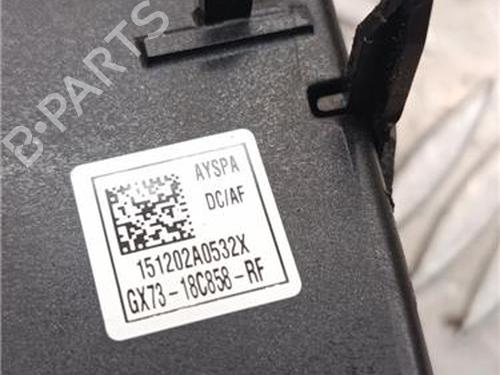 B·PARTS
AYSPA
DC/AF
151202A0532X
GX73-18C858-RF